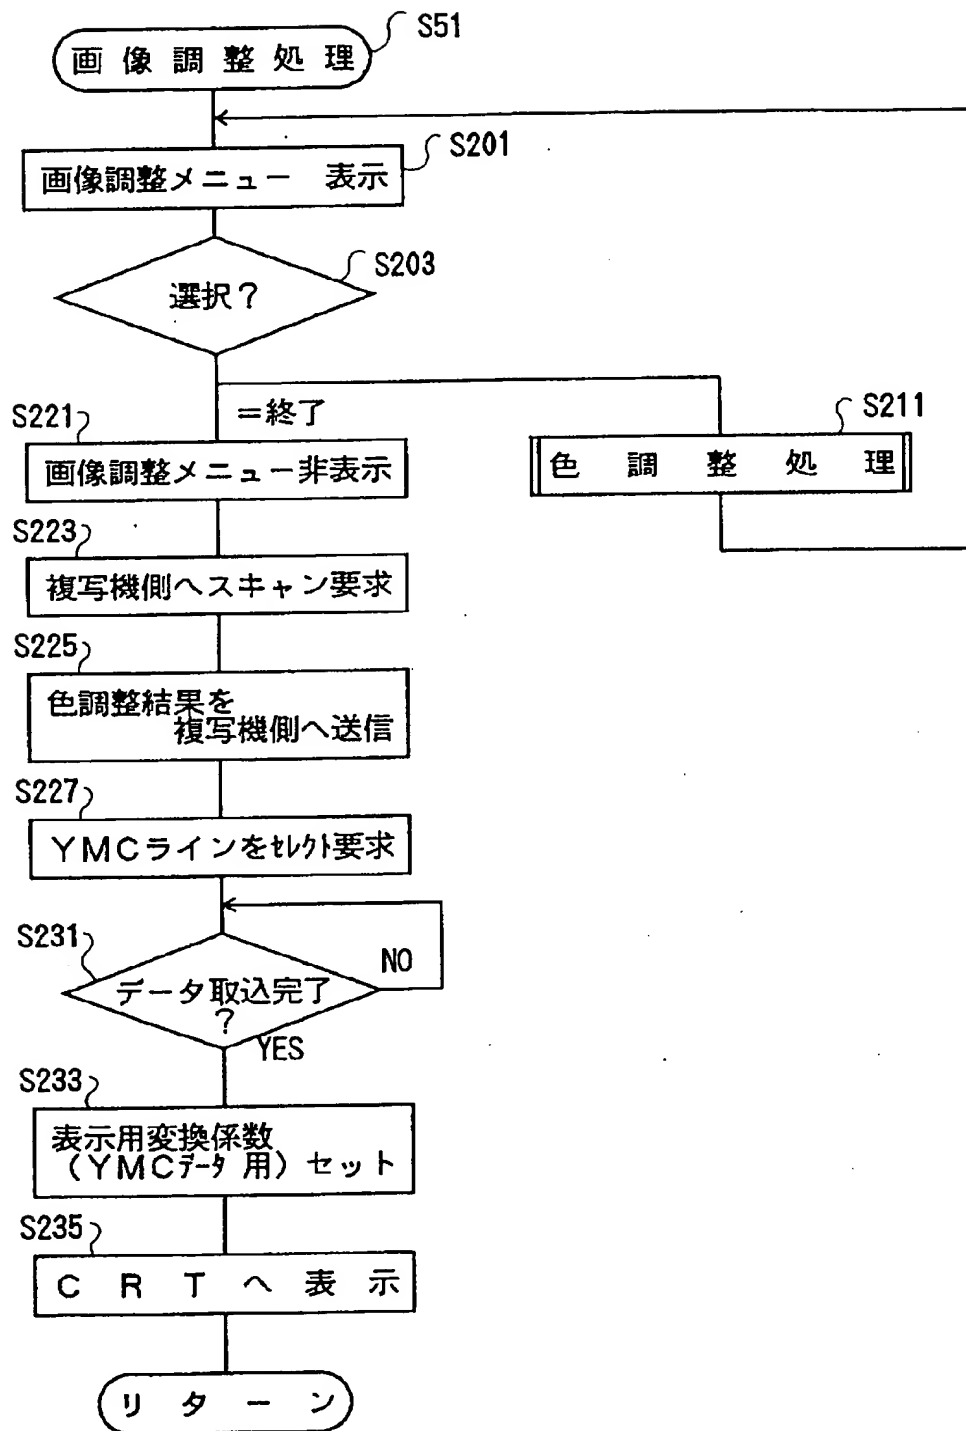 S51
画像調整処理
S201
画像調整メニュー 表示
S203
選択?
S221
=終了
S211
画像調整メニュー非表示
色調整処理
S223
複写機側へスキャン要求
S225
色調整結果を
複写機側へ送信
S227
YMCラインをセレクト要求
S231
NO
データ取込完了
?
YES
S233
表示用変換係数
(YMCデータ用)セット
S235
CRTへ表示
リターン